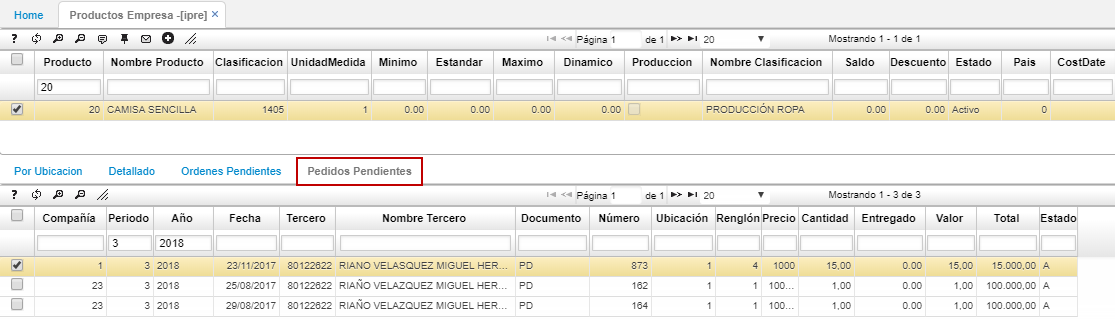 Home Productos Empresa -[ipre] ×
? Página 1 de 1 20 Mostrando 1 - 1 de 1
Producto Nombre Producto Clasificacion UnidadMedida Minimo Estandar Maximo Dinamico Produccion Nombre Clasificacion Saldo Descuento Estado Pais CostDate
20
20 CAMISA SENCILLA 1405 1 0.00 0.00 0.00 0.00 PRODUCCIÓN ROPA 0.00 0.00 Activo 0
Por Ubicacion Detallado Ordenes Pendientes Pedidos Pendientes
? Página 1 de 1 20 Mostrando 1 - 3 de 3
Compañía Periodo Año Fecha Tercero Nombre Tercero Documento Número Ubicación Renglón Precio Cantidad Entregado Valor Total Estado
3 2018
1 3 2018 23/11/2017 80122622 RIANO VELASQUEZ MIGUEL HER... PD 873 1 4 1000 15,00 0.00 15,00 15.000,00 A
23 3 2018 25/08/2017 80122622 RIAÑO VELAZQUEZ MIGUEL HER... PD 162 1 1 100... 1,00 0.00 1,00 100.000,00 A
23 3 2018 29/08/2017 80122622 RIAÑO VELAZQUEZ MIGUEL HER... PD 164 1 1 100... 1,00 0.00 1,00 100.000,00 A